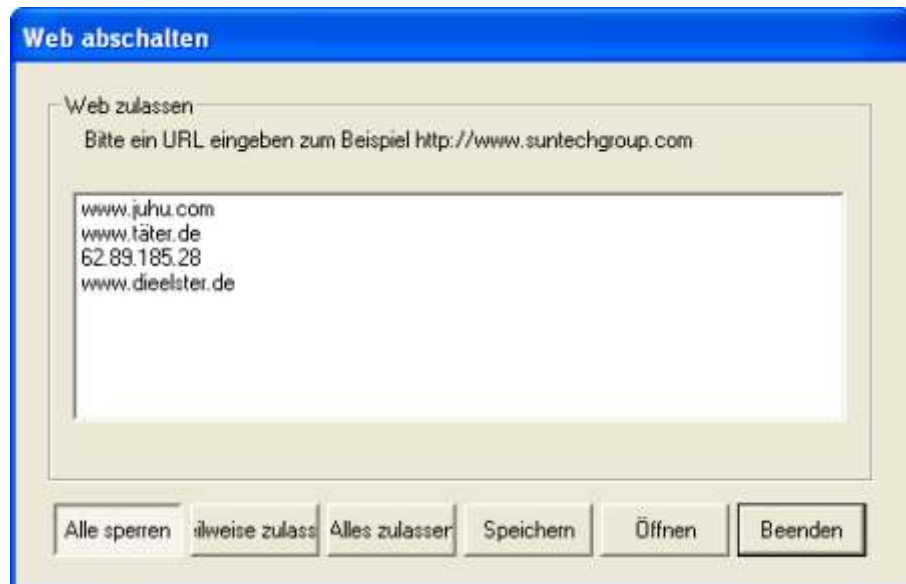 Web abschalten
Web zulassen
Bitte ein URL eingeben zum Beispiel http://www.suntechgroup.com
www.juhu.com
www.täter.de
62.89.185.28
www.dieelster.de
Alle sperren ilweise zulass Alles zulassen Speichern Öffnen Beenden